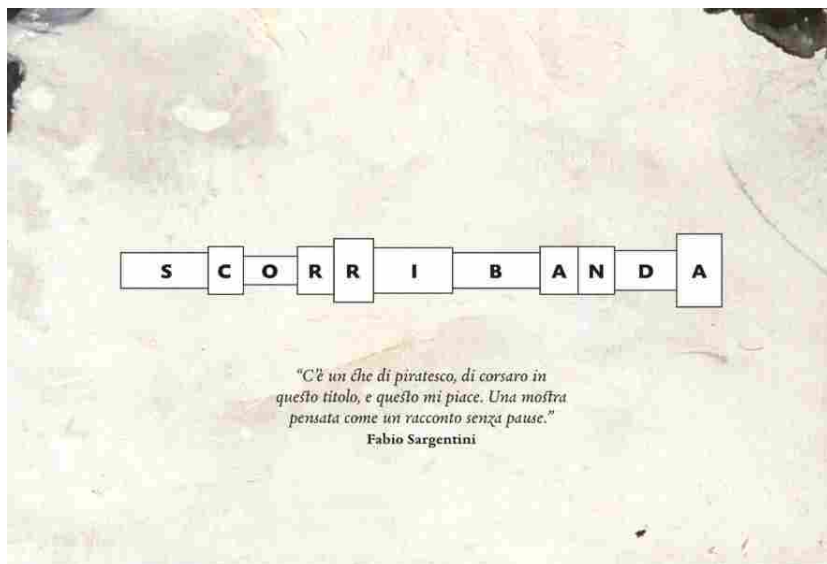 SCORRIBANDA
“C’è un che di piratesco, di corsaro in
questo titolo, e questo mi piace. Una mostra
pensata come un racconto senza pause.”
Fabio Sargentini